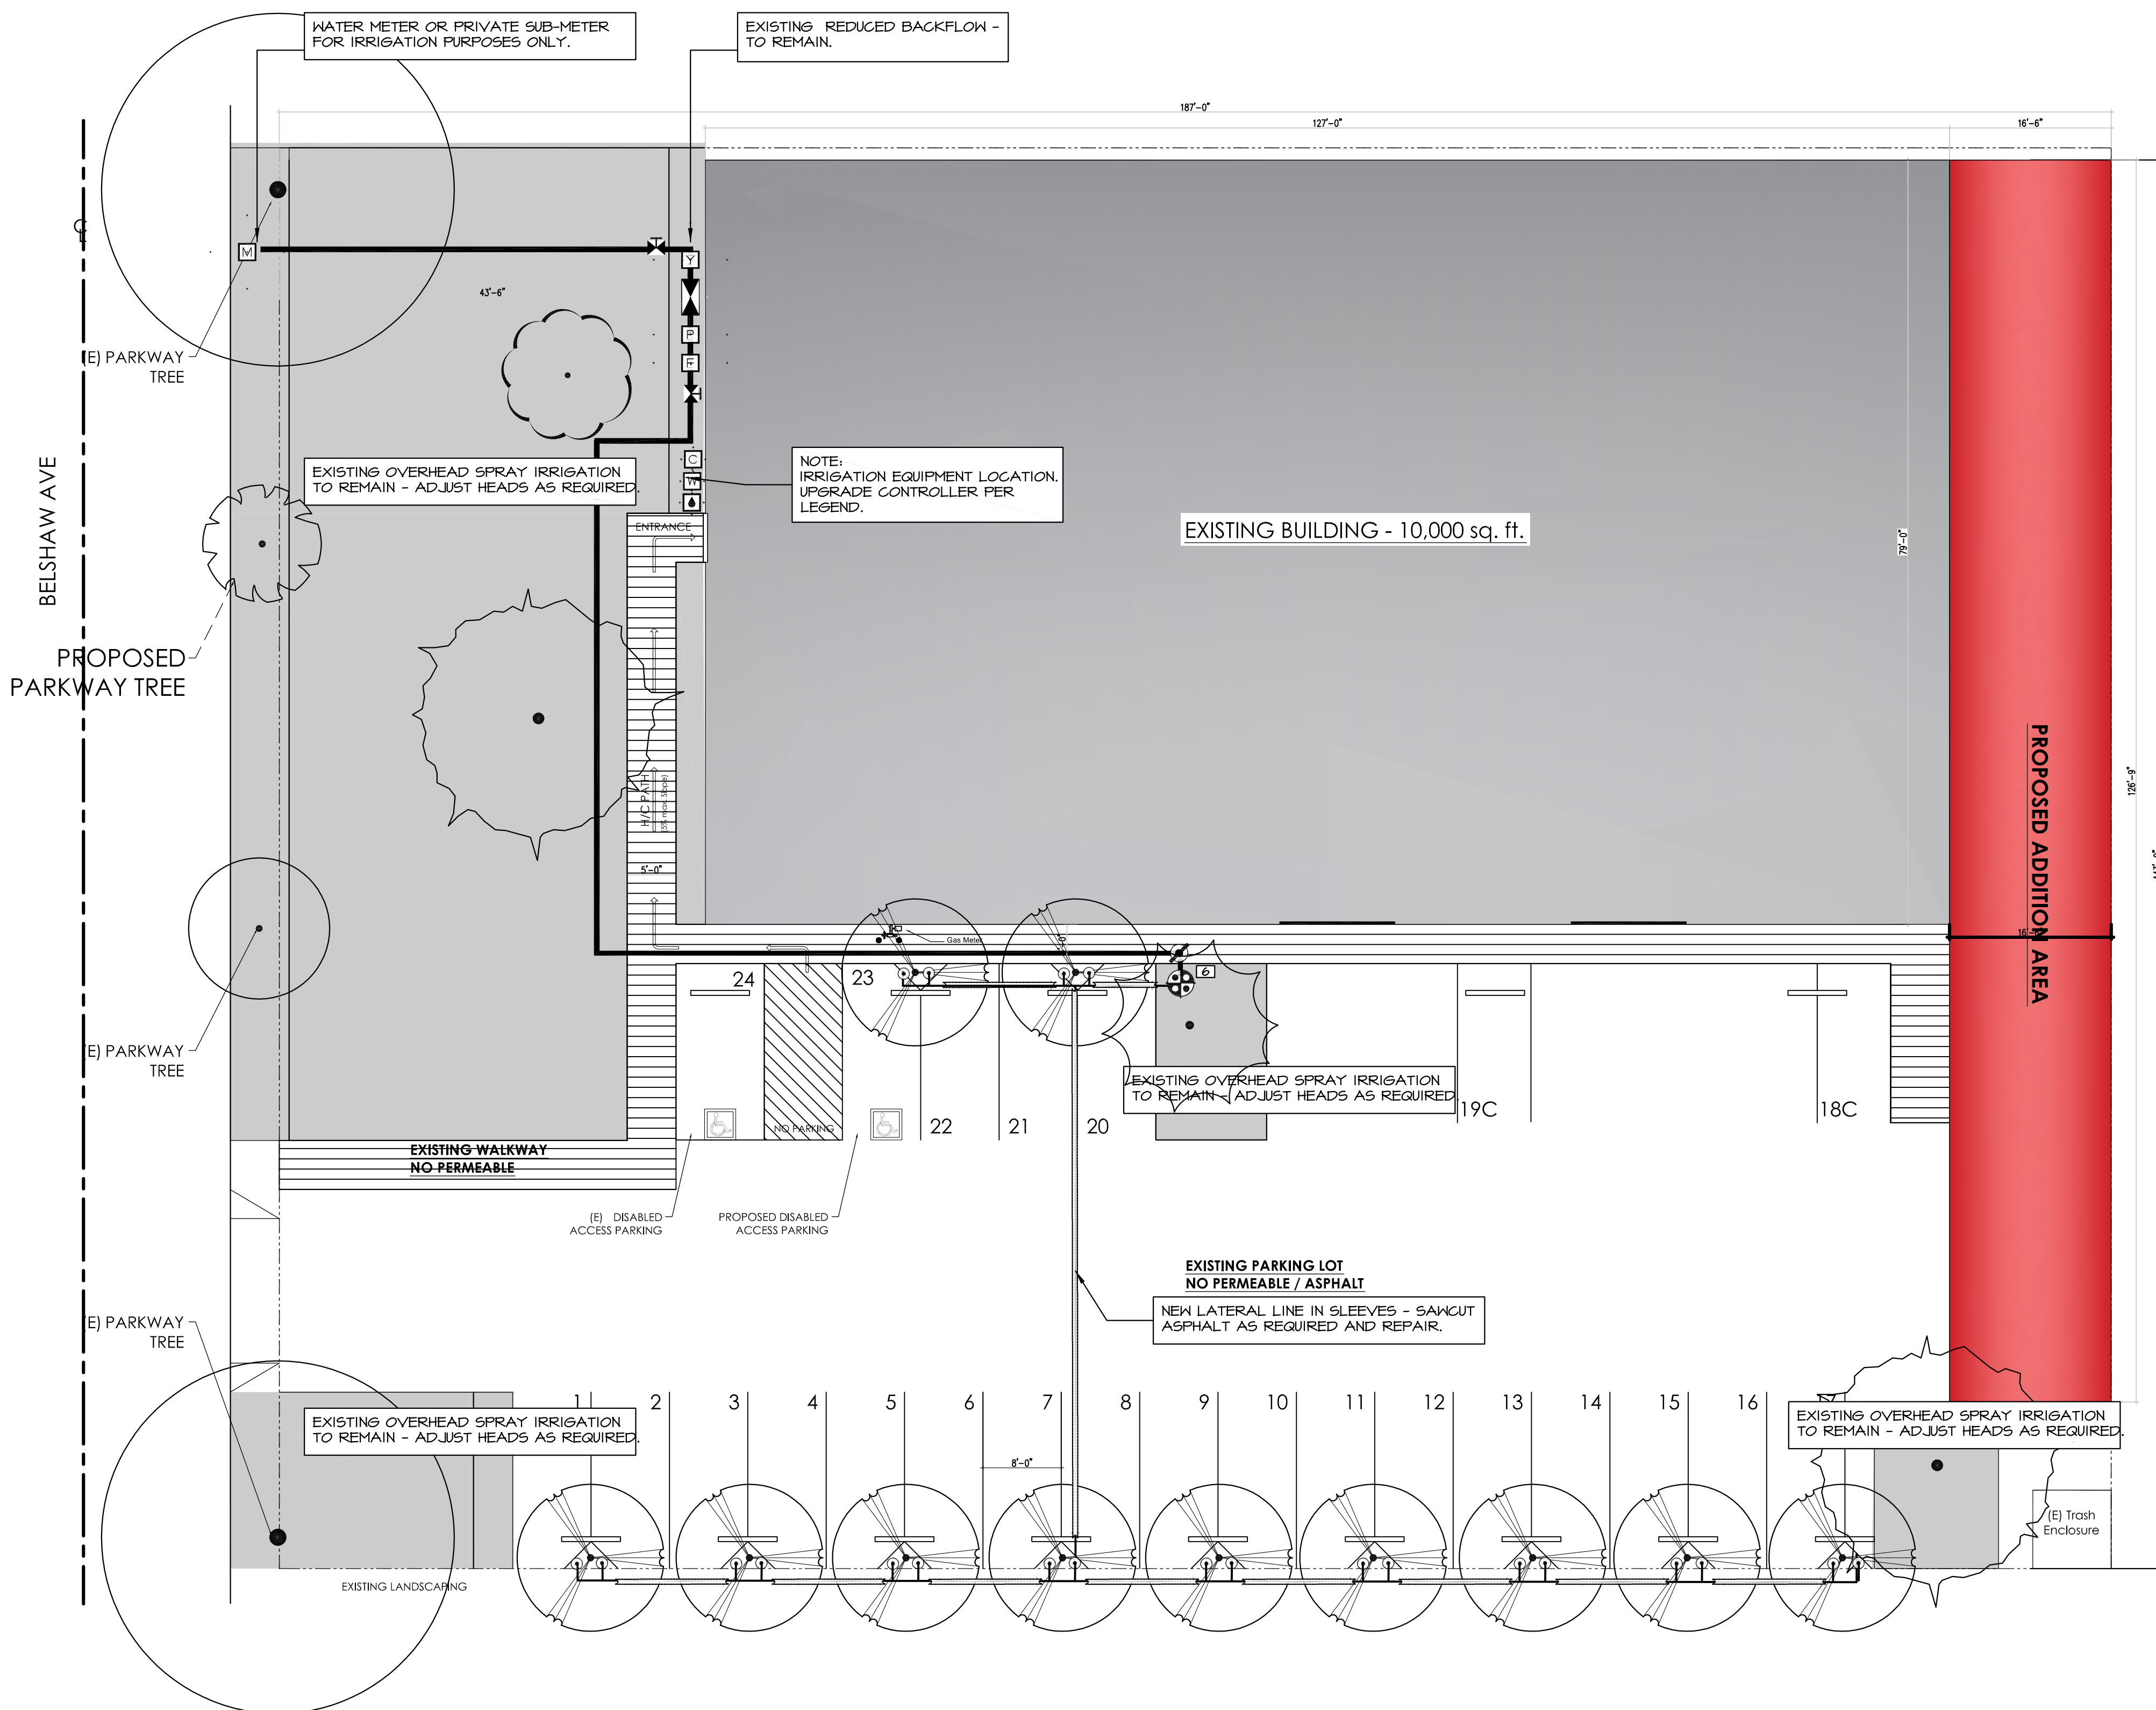 WATER METER OR PRIVATE SUB-METER
FOR IRRIGATION PURPOSES ONLY.
EXISTING REDUCED BACKFLOW -
TO REMAIN.
187'-0"
127'-0"
16'-6"
M
Y
43'-6"
P
F
(E) PARKWAY
TREE
BELSHAW AVE
EXISTING OVERHEAD SPRAY IRRIGATION
TO REMAIN - ADJUST HEADS AS REQUIRED.
C
W
NOTE:
IRRIGATION EQUIPMENT LOCATION.
UPGRADE CONTROLLER PER
LEGEND.
ENTRANCE
EXISTING BUILDING - 10,000 sq. ft.
79'-0"
PROPOSED
PARKWAY TREE
H/C PATH
(5% max. Slope)
5'-0"
PROPOSED ADDITION AREA
126'-9"
Gas Meter
24
23
6
(E) PARKWAY
TREE
EXISTING OVERHEAD SPRAY IRRIGATION
TO REMAIN - ADJUST HEADS AS REQUIRED.
NO PARKING
22
21
20
19C
18C
EXISTING WALKWAY
NO PERMEABLE
(E) DISABLED
ACCESS PARKING
PROPOSED DISABLED
ACCESS PARKING
EXISTING PARKING LOT
NO PERMEABLE / ASPHALT
NEW LATERAL LINE IN SLEEVES - SAWCUT
ASPHALT AS REQUIRED AND REPAIR.
(E) PARKWAY
TREE
EXISTING OVERHEAD SPRAY IRRIGATION
TO REMAIN - ADJUST HEADS AS REQUIRED.
1
2
3
4
5
6
7
8
9
10
11
12
13
14
15
16
EXISTING OVERHEAD SPRAY IRRIGATION
TO REMAIN - ADJUST HEADS AS REQUIRED.
8'-0"
(E) Trash
Enclosure
EXISTING LANDSCAPING